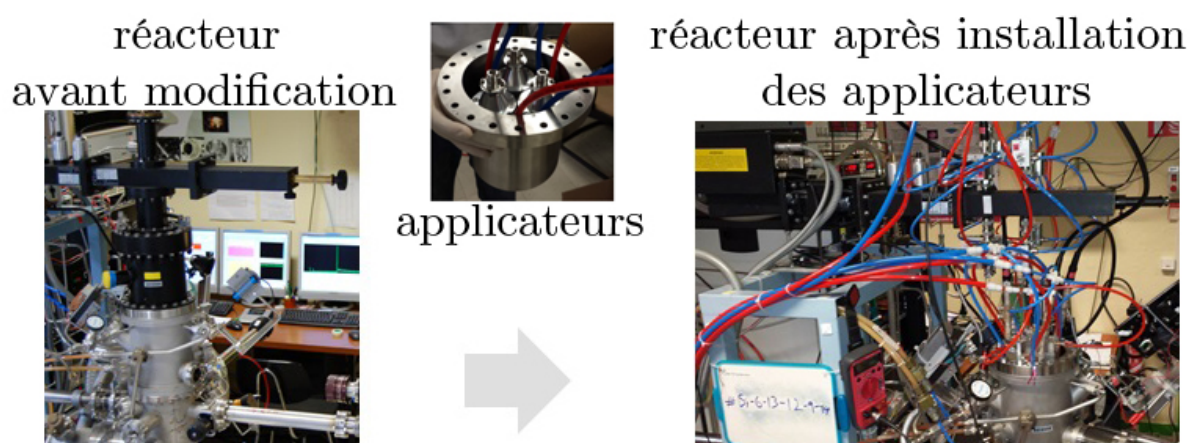 réacteur
avant modification
applicateurs
réacteur après installation
des applicateurs